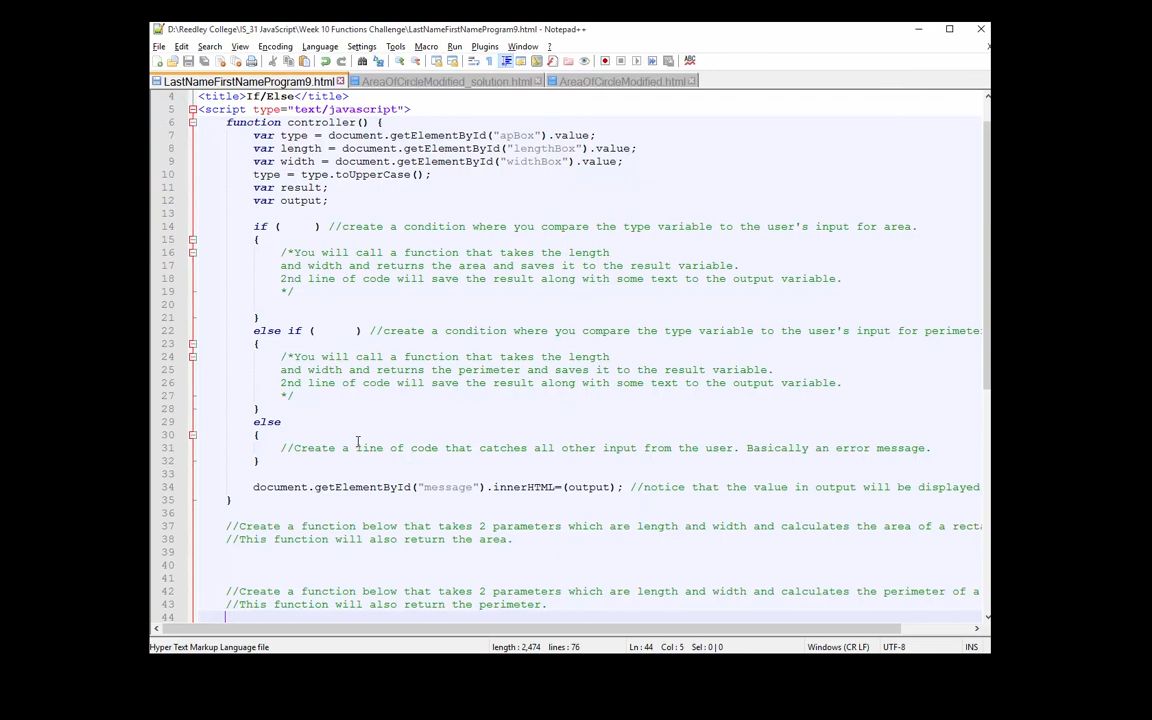 D:\Reedley College\IS_31 JavaScript\Week 10 Functions Challenge\LastNameFirstNameProgram9.html - Notepad++
File Edit Search View Encoding Language Settings Tools Macro Run Plugins Window ?
LastNameFirstNameProgram9.html AreaOfCircleModified_solution.html AreaOfCircleModified.html
4 <title>If/Else</title>
5 <script type="text/javascript">
6 function controller() {
7 var type = document.getElementById("apBox").value;
8 var length = document.getElementById("lengthBox").value;
9 var width = document.getElementById("widthBox").value;
10 type = type.toUpperCase();
11 var result;
12 var output;
13
14 if ( ) //create a condition where you compare the type variable to the user's input for area.
15 {
16 /*You will call a function that takes the length
17 and width and returns the area and saves it to the result variable.
18 2nd line of code will save the result along with some text to the output variable.
19 */
20
21 }
22 else if ( ) //create a condition where you compare the type variable to the user's input for perimete
23 {
24 /*You will call a function that takes the length
25 and width and returns the perimeter and saves it to the result variable.
26 2nd line of code will save the result along with some text to the output variable.
27 */
28 }
29 else
30 {
31 //Create a line of code that catches all other input from the user. Basically an error message.
32 }
33
34 document.getElementById("message").innerHTML=(output); //notice that the value in output will be displayed
35 }
36
37 //Create a function below that takes 2 parameters which are length and width and calculates the area of a recta
38 //This function will also return the area.
39
40
41
42 //Create a function below that takes 2 parameters which are length and width and calculates the perimeter of a
43 //This function will also return the perimeter.
44
Hyper Text Markup Language file length : 2,474 lines : 76 Ln : 44 Col : 5 Sel : 0 | 0 Windows (CR LF) UTF-8 INS